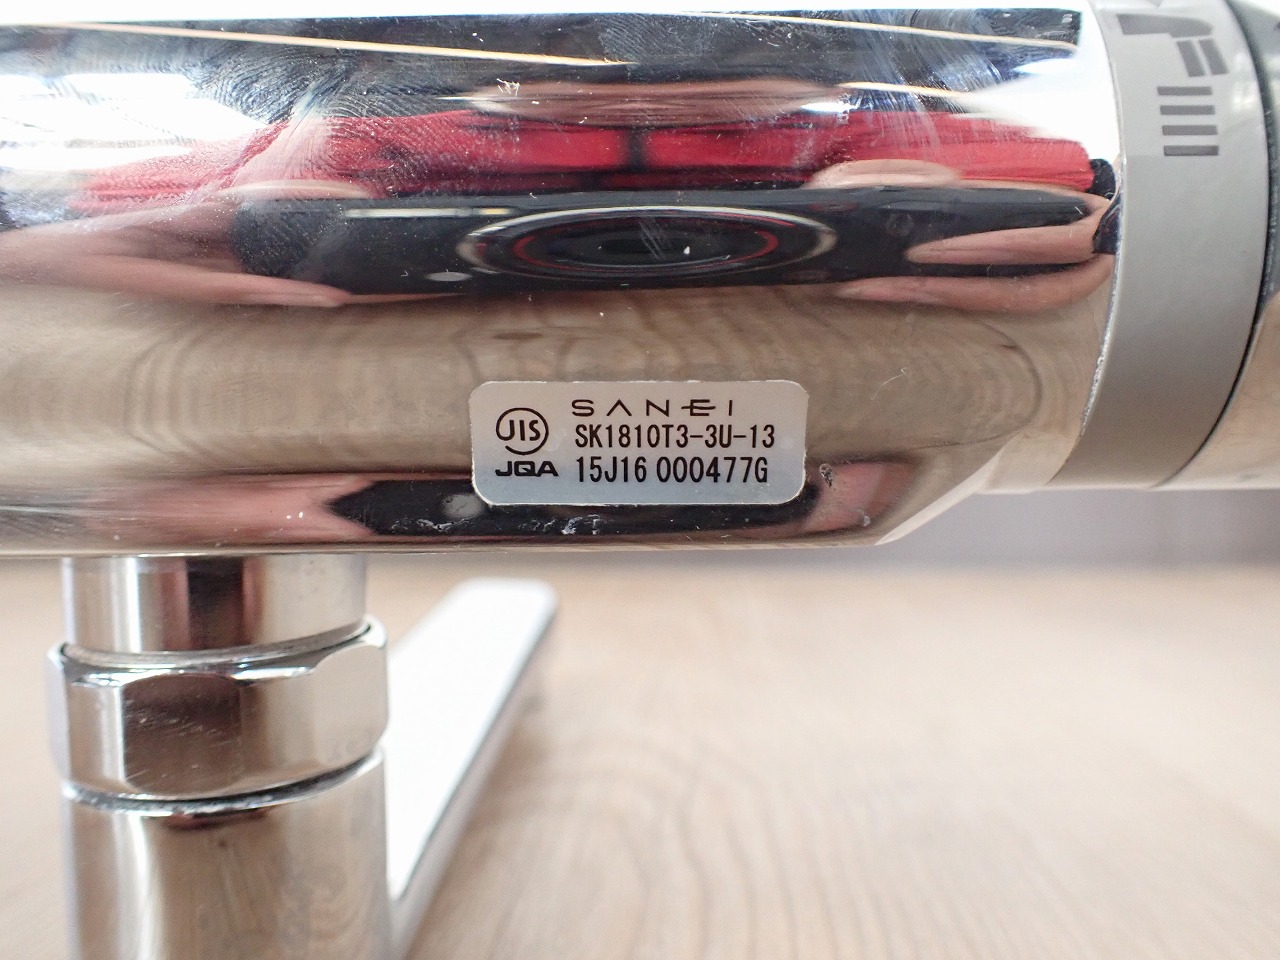 SANEI
JIS
SK1810T3-3U-13
JQA
15J16 000477G